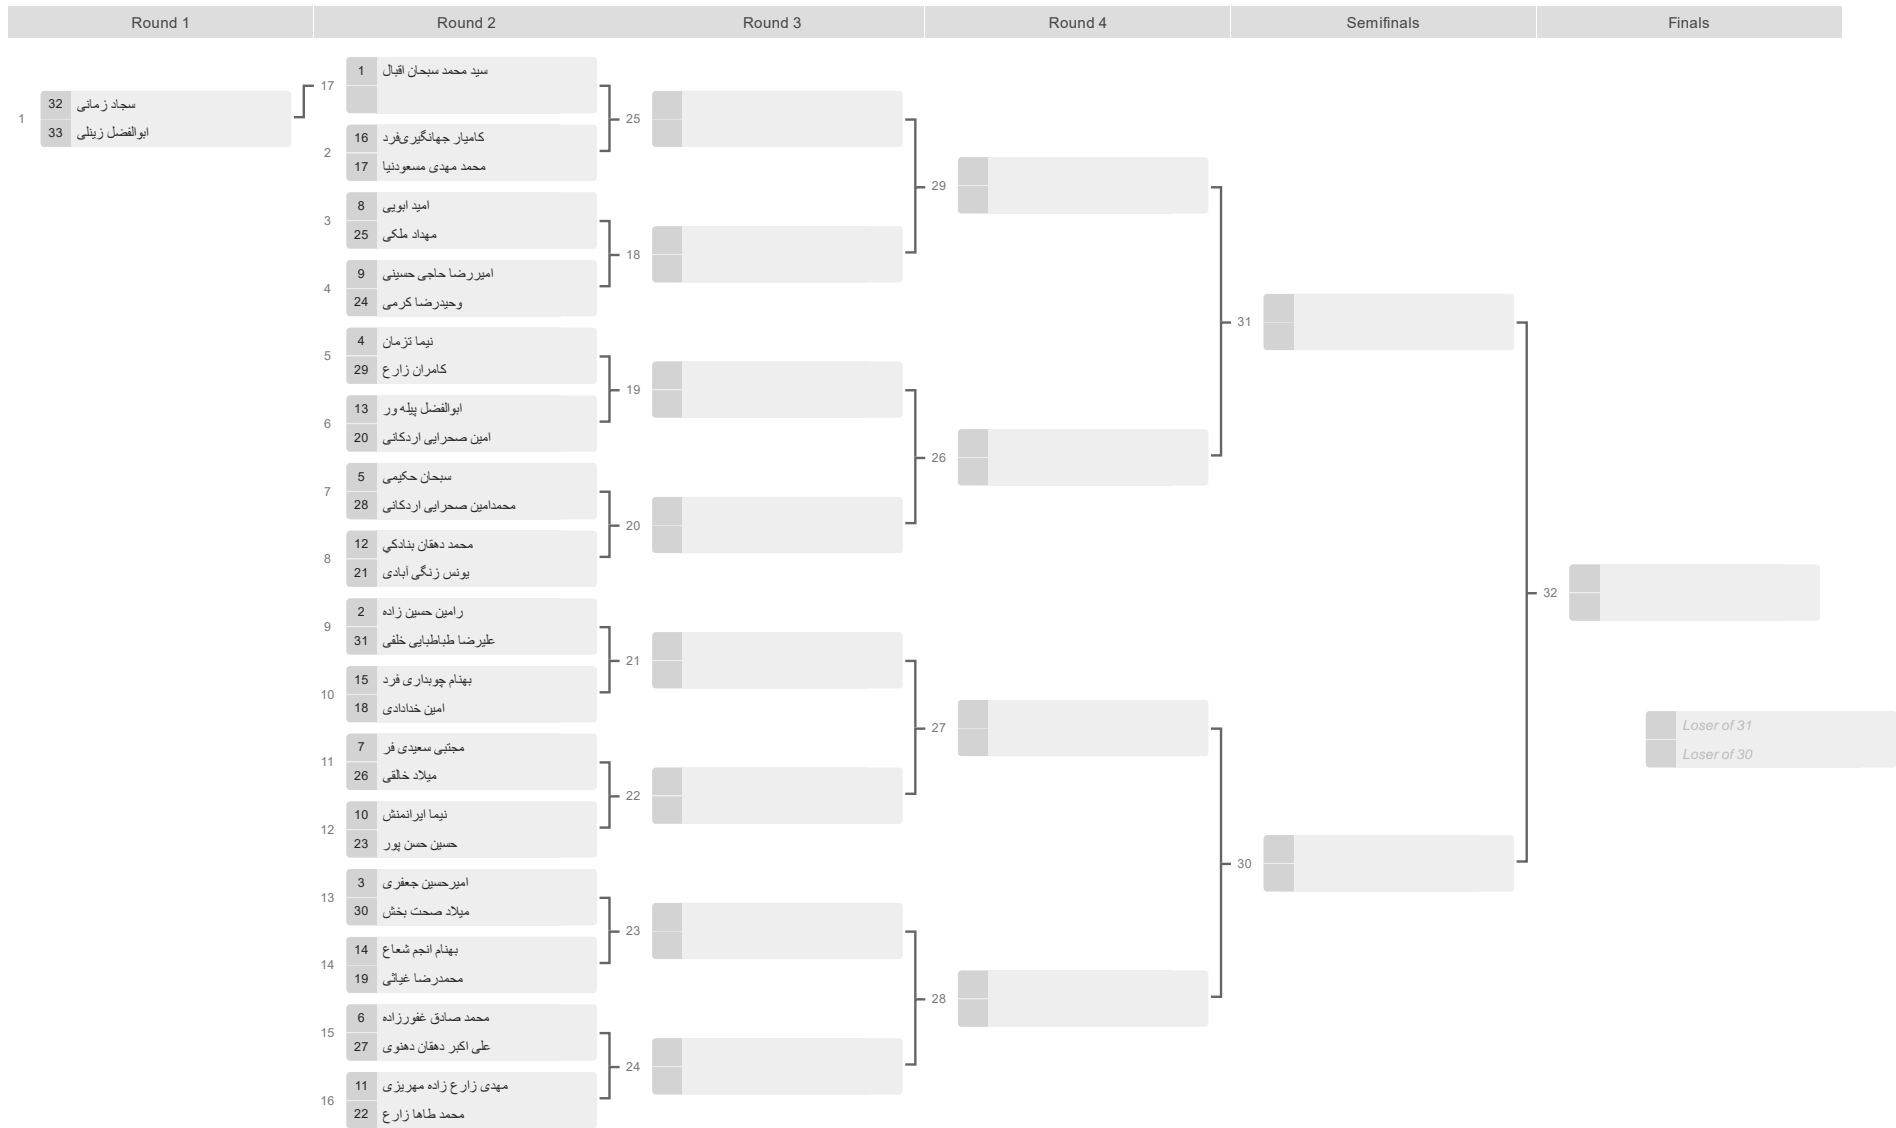 Round 1
Round 2
Round 3
Round 4
Semifinals
Finals
1
32 سجاد زمانی
33 ابوالفضل زینلی
17
1 سید محمد سبحان اقبال
2
16 کامیار جهانگیری‌فرد
17 محمد مهدی مسعودنیا
3
8 امید ابویی
25 مهداد ملکی
4
9 امیررضا حاجی حسینی
24 وحیدرضا کرمی
5
4 نیما تزمان
29 کامران زارع
6
13 ابوالفضل پیله ور
20 امین صحرایی اردکانی
7
5 سبحان حکیمی
28 محمدامین صحرایی اردکانی
8
12 محمد دهقان بنادکي
21 یونس زنگی آبادی
9
2 رامین حسین زاده
31 علیرضا طباطبایی خلفی
10
15 بهنام چوبداری فرد
18 امین خدادادی
11
7 مجتبی سعیدی فر
26 میلاد خالقی
12
10 نیما ایرانمنش
23 حسین حسن پور
13
3 امیرحسین جعفری
30 میلاد صحت بخش
14
14 بهنام انجم شعاع
19 محمدرضا غیاثی
15
6 محمد صادق غفورزاده
27 علی اکبر دهقان دهنوی
16
11 مهدی زارع زاده مهریزی
22 محمد طاها زارع
25
18
19
20
21
22
23
24
29
26
27
28
31
30
32
Loser of 31
Loser of 30